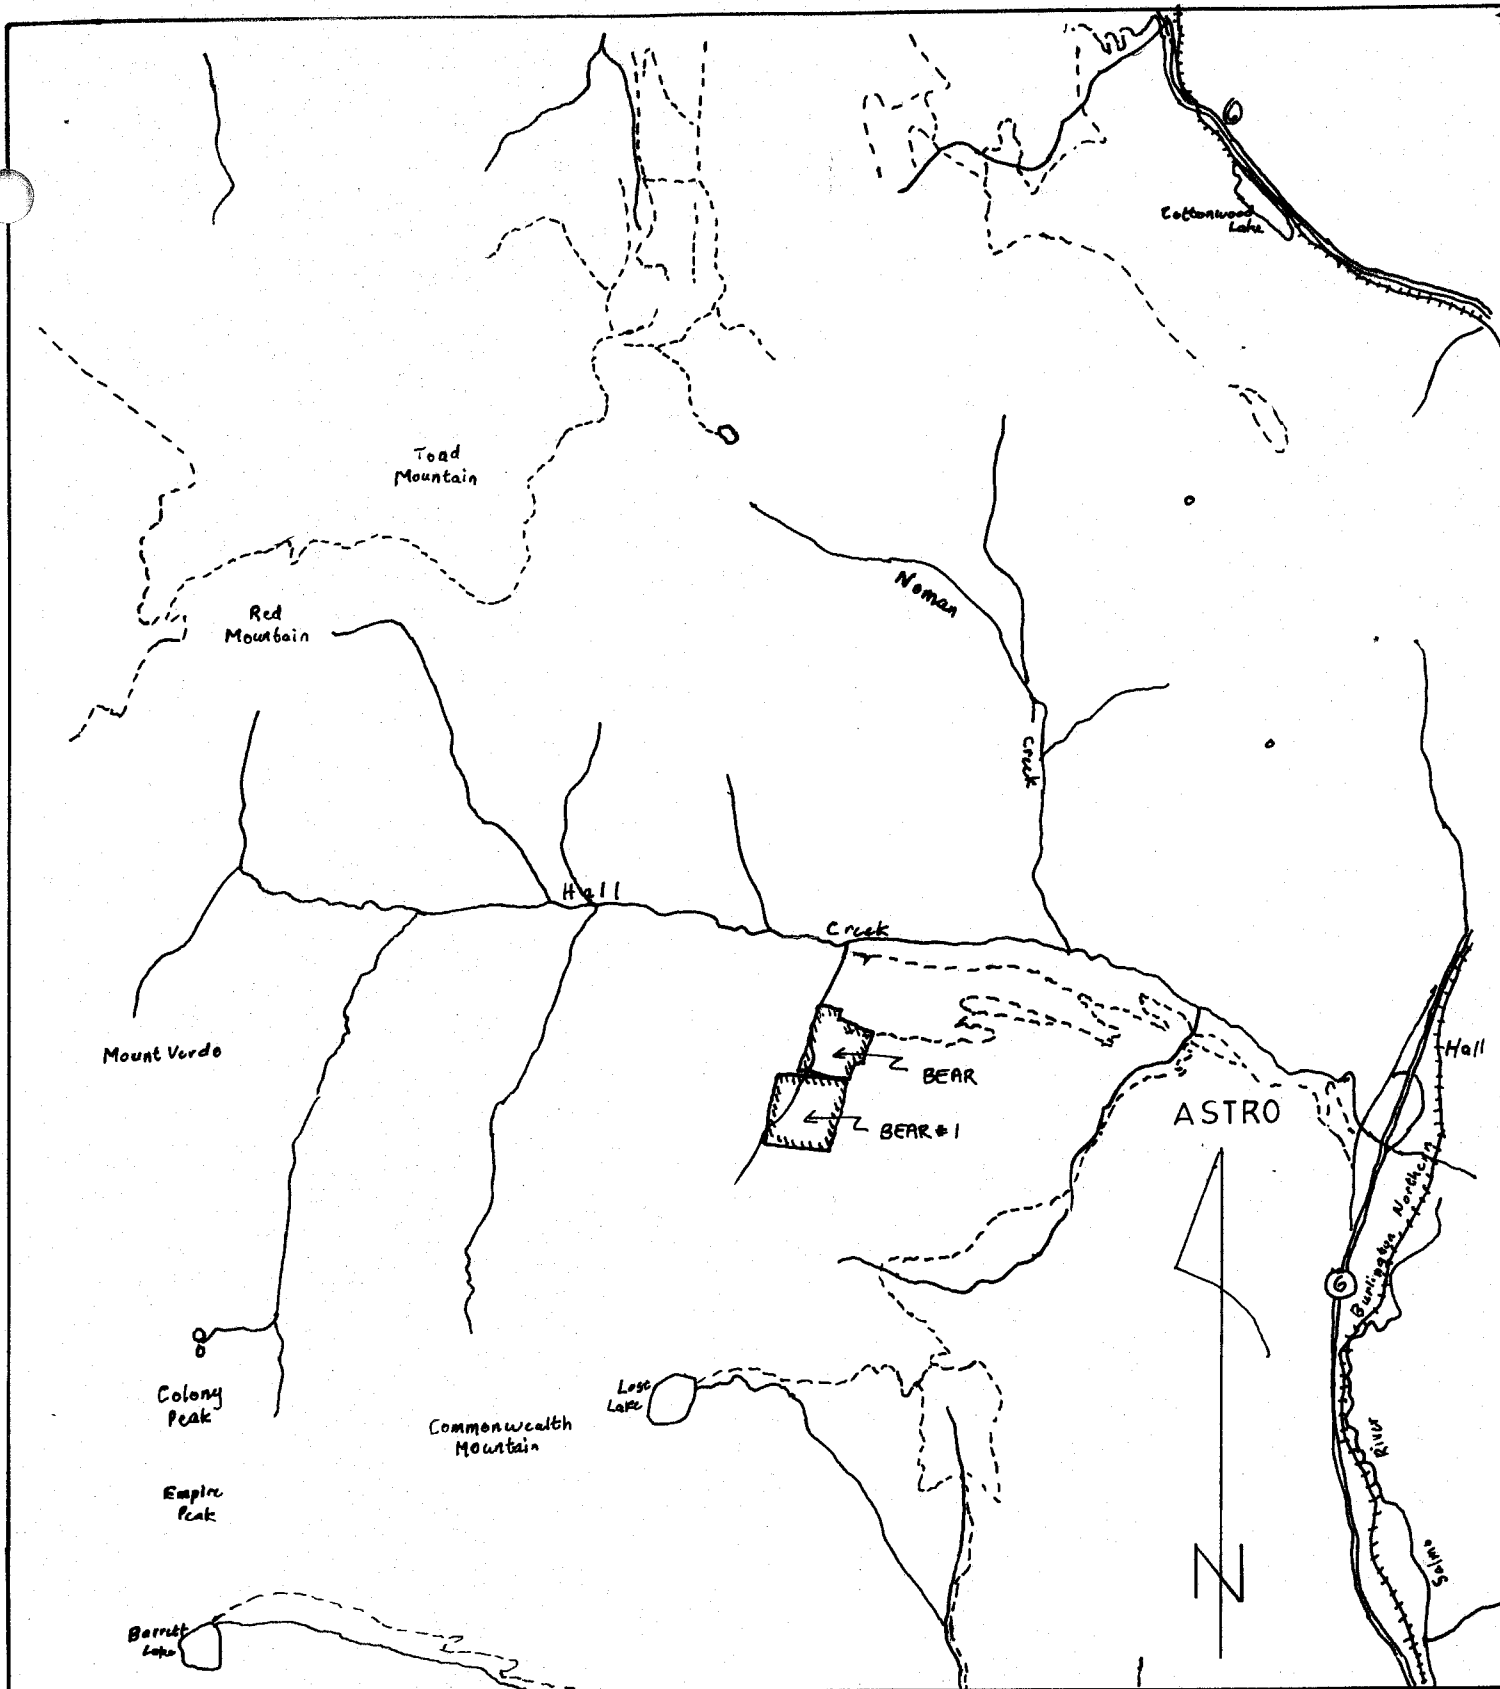 6
Cottonwood
Lake
Toad
Mountain
Noman
Creek
Red
Mountain
Hall
Creek
Mount Verde
BEAR
BEAR #1
ASTRO
Hall
Burlington Northern
6
Colony
Peak
Lost
Lake
Commonwealth
Mountain
Empire
Peak
River
Salmo
N
Barrett
Lake